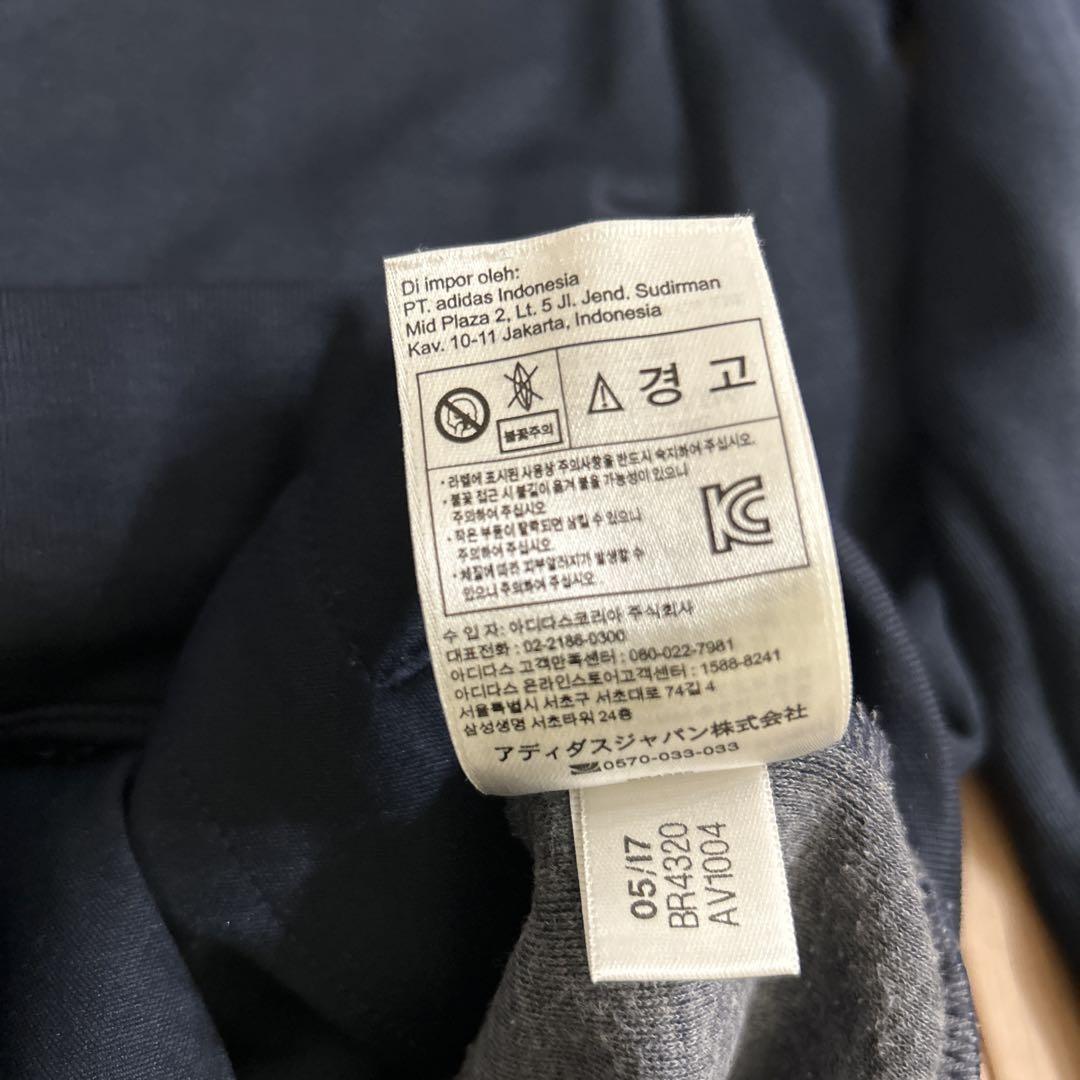 Di impor oleh:
PT. adidas Indonesia
Mid Plaza 2, Lt. 5 Jl. Jend. Sudirman
Kav. 10-11 Jakarta, Indonesia
불꽃주의
경 고
• 라벨에 표시된 사용상 주의사항을 반드시 숙지하여 주십시오.
• 불꽃 접근 시 불길이 옮겨 붙을 가능성이 있으니
주의하여 주십시오
• 작은 부품이 탈락되면 삼킬 수 있으니
주의하여 주십시오.
• 체질에 따라 피부알러지가 발생할 수
있으니 주의하여 주십시오.
KC
수 입 자: 아디다스코리아 주식회사
대표전화 : 02-2186-0300
아디다스 고객만족센터 : 080-022-7981
아디다스 온라인스토어고객센터 : 1588-8241
서울특별시 서초구 서초대로 74길 4
삼성생명 서초타워 24층
アディダスジャパン株式会社
0570-033-033
05/17
BR4320
AV1004